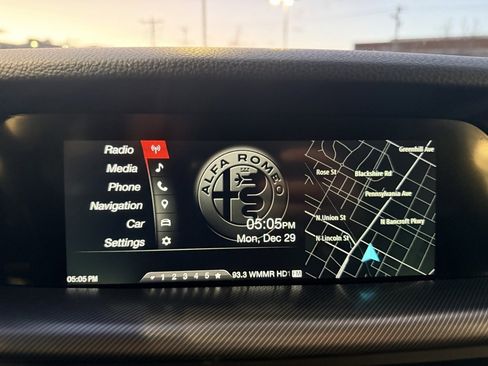 Radio
Media
Phone
Navigation
Car
Settings
ALFA ROMEO
05:05PM
Mon, Dec 29
Greenhill Ave
Rose St
Blackshire Rd
Pennsylvania Ave
N Union St
N Bancroft Pkwy
N Lincoln St
05:05 PM
1 2 3 4 5
93.3 WMMR HD1 FM